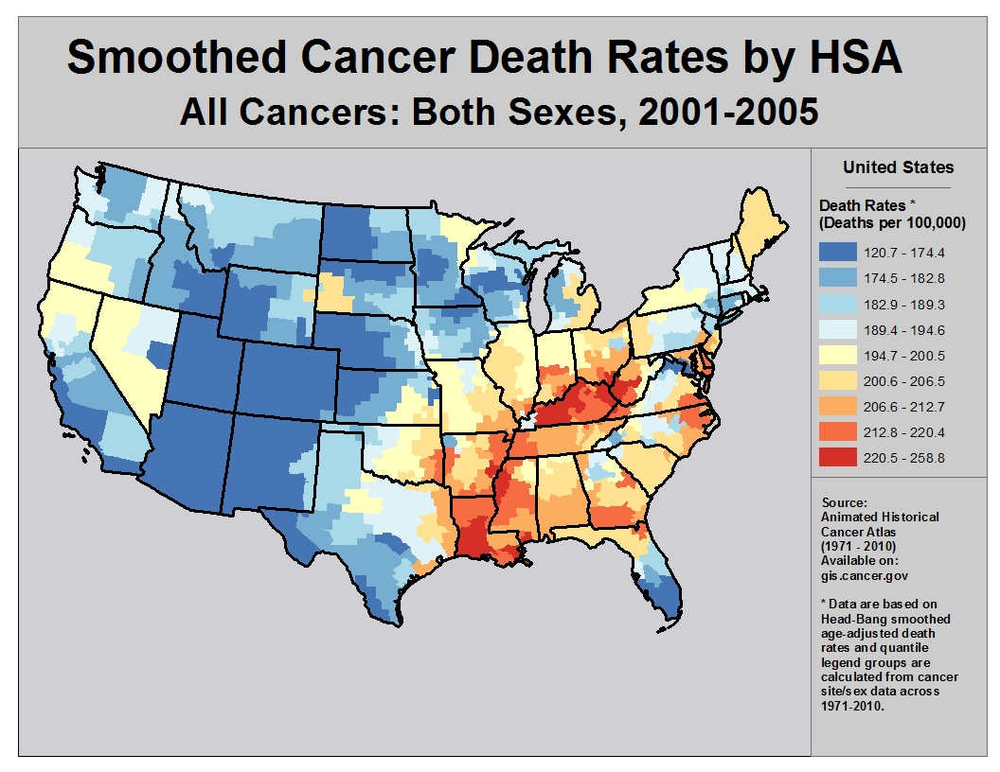 Smoothed Cancer Death Rates by HSA
All Cancers: Both Sexes, 2001-2005
United States
Death Rates *
(Deaths per 100,000)
120.7 - 174.4
174.5 - 182.8
182.9 - 189.3
189.4 - 194.6
194.7 - 200.5
200.6 - 206.5
206.6 - 212.7
212.8 - 220.4
220.5 - 258.8
Source:
Animated Historical
Cancer Atlas
(1971 - 2010)
Available on:
gis.cancer.gov
* Data are based on
Head-Bang smoothed
age-adjusted death
rates and quantile
legend groups are
calculated from cancer
site/sex data across
1971-2010.